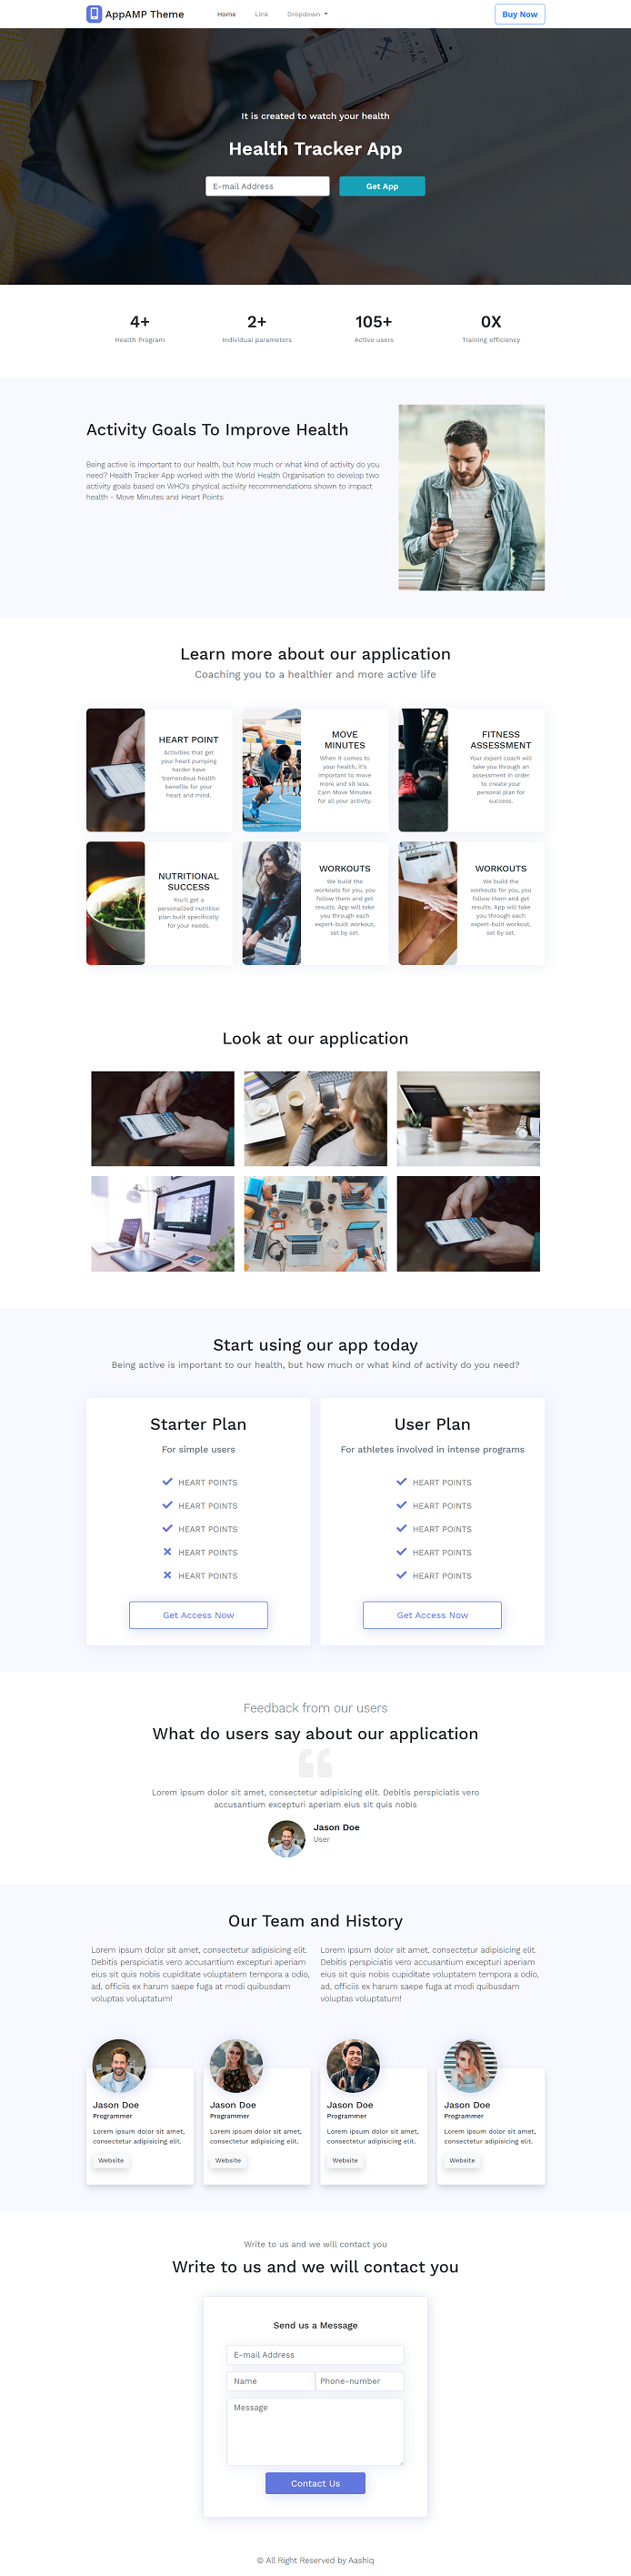 AppAMP Theme
Home Link Dropdown
Buy Now
It is created to watch your health
Health Tracker App
E-mail Address
Get App
4+
Health Program
2+
Individual parameters
105+
Active users
0X
Training efficiency
Activity Goals To Improve Health
Being active is important to our health, but how much or what kind of activity do you
need? Health Tracker App worked with the World Health Organisation to develop two
activity goals based on WHO's physical activity recommendations shown to impact
health - Move Minutes and Heart Points
Learn more about our application
Coaching you to a healthier and more active life
HEART POINT
Activities that get
your heart pumping
harder have
tremendous health
benefits for your
heart and mind.
MOVE
MINUTES
When it comes to
your health, it's
important to move
more and sit less.
Earn Move Minutes
for all your activity.
FITNESS
ASSESSMENT
Your expert coach will
take you through an
assessment in order
to create your
personal plan for
success.
NUTRITIONAL
SUCCESS
You'll get a
personalized nutrition
plan built specifically
for your needs.
WORKOUTS
We build the
workouts for you, you
follow them and get
results. App will take
you through each
expert-built workout,
set by set.
WORKOUTS
We build the
workouts for you, you
follow them and get
results. App will take
you through each
expert-built workout,
set by set.
Look at our application
Start using our app today
Being active is important to our health, but how much or what kind of activity do you need?
Starter Plan
For simple users
HEART POINTS
HEART POINTS
HEART POINTS
HEART POINTS
HEART POINTS
Get Access Now
User Plan
For athletes involved in intense programs
HEART POINTS
HEART POINTS
HEART POINTS
HEART POINTS
HEART POINTS
Get Access Now
Feedback from our users
What do users say about our application
Lorem ipsum dolor sit amet, consectetur adipisicing elit. Debitis perspiciatis vero
accusantium excepturi aperiam eius sit quis nobis
Jason Doe
User
Our Team and History
Lorem ipsum dolor sit amet, consectetur adipisicing elit.
Debitis perspiciatis vero accusantium excepturi aperiam
eius sit quis nobis cupiditate voluptatem tempora a odio,
ad, officiis ex harum saepe fuga at modi quibusdam
voluptas voluptatum!
Lorem ipsum dolor sit amet, consectetur adipisicing elit.
Debitis perspiciatis vero accusantium excepturi aperiam
eius sit quis nobis cupiditate voluptatem tempora a odio,
ad, officiis ex harum saepe fuga at modi quibusdam
voluptas voluptatum!
Jason Doe
Programmer
Lorem ipsum dolor sit amet,
consectetur adipisicing elit.
Website
Jason Doe
Programmer
Lorem ipsum dolor sit amet,
consectetur adipisicing elit.
Website
Jason Doe
Programmer
Lorem ipsum dolor sit amet,
consectetur adipisicing elit.
Website
Jason Doe
Programmer
Lorem ipsum dolor sit amet,
consectetur adipisicing elit.
Website
Write to us and we will contact you
Write to us and we will contact you
Send us a Message
E-mail Address
Name
Phone-number
Message
Contact Us
© All Right Reserved by Aashiq